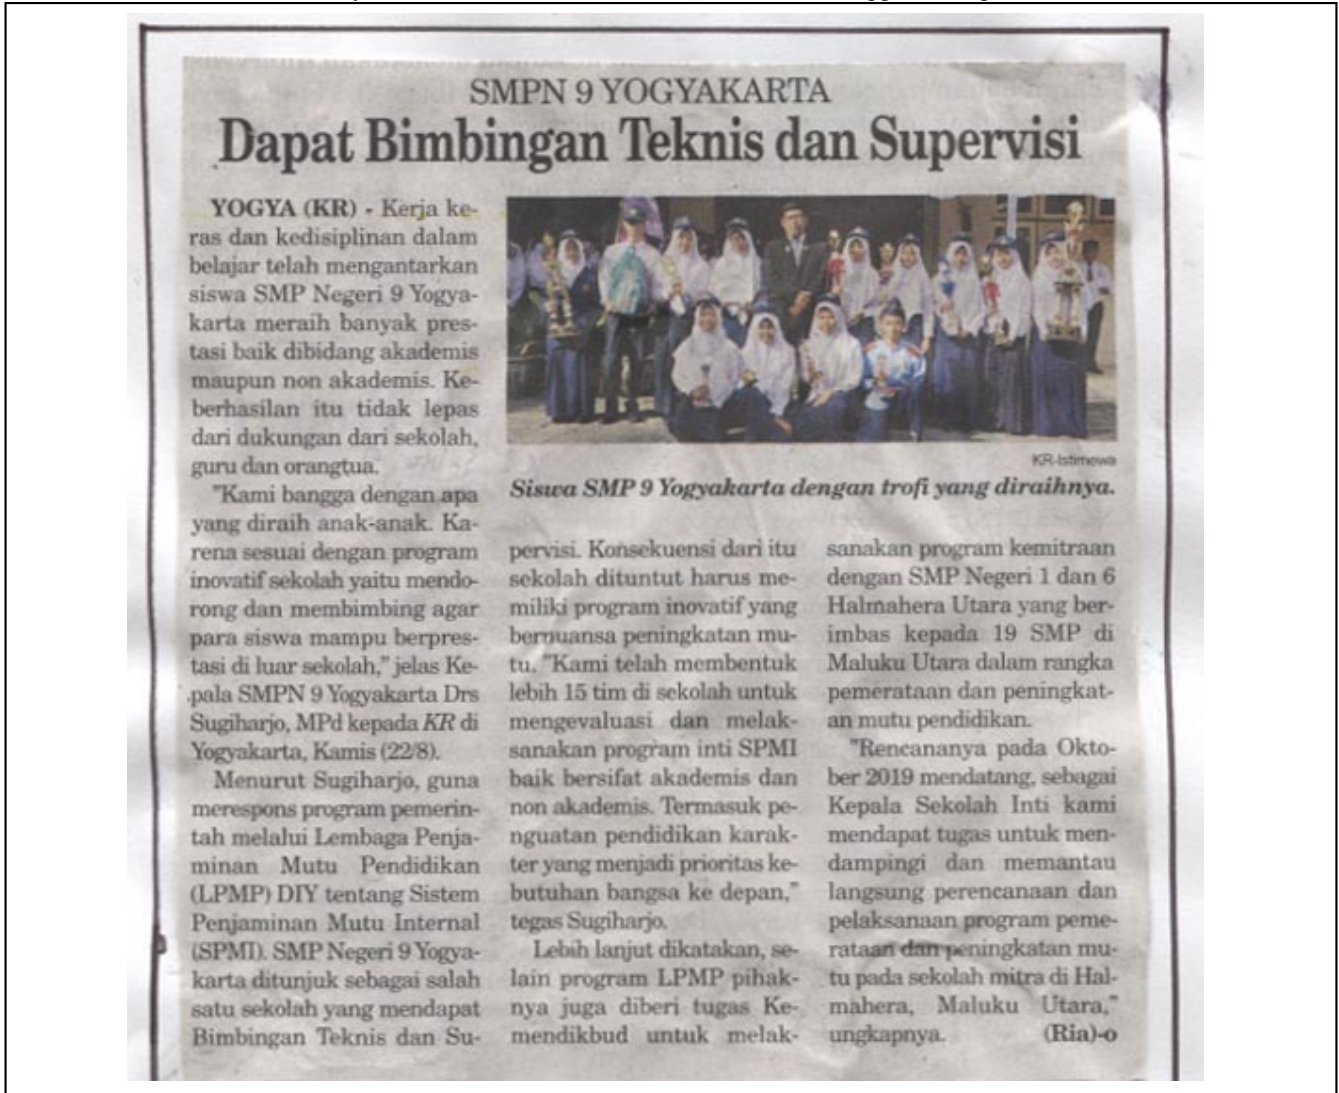 SMPN 9 YOGYAKARTA
Dapat Bimbingan Teknis dan Supervisi
YOGYA (KR) - Kerja ke-
ras dan kedisiplinan dalam
belajar telah mengantarkan
siswa SMP Negeri 9 Yogya-
karta meraih banyak pres-
tasi baik dibidang akademis
maupun non akademis. Ke-
berhasilan itu tidak lepas
dari dukungan dari sekolah,
guru dan orangtua.
"Kami bangga dengan apa
yang diraih anak-anak. Ka-
rena sesuai dengan program
inovatif sekolah yaitu mendo-
rong dan membimbing agar
para siswa mampu berpres-
tasi di luar sekolah," jelas Ke-
pala SMPN 9 Yogyakarta Drs
Sugiharjo, MPd kepada KR di
Yogyakarta, Kamis (22/8).
Menurut Sugiharjo, guna
merespons program pemerin-
tah melalui Lembaga Penja-
minan Mutu Pendidikan
(LPMP) DIY tentang Sistem
Penjaminan Mutu Internal
(SPMI). SMP Negeri 9 Yogya-
karta ditunjuk sebagai salah
satu sekolah yang mendapat
Bimbingan Teknis dan Su-
KR-Istimewa
Siswa SMP 9 Yogyakarta dengan trofi yang diraihnya.
pervisi. Konsekuensi dari itu
sekolah dituntut harus me-
miliki program inovatif yang
bernuansa peningkatan mu-
tu. "Kami telah membentuk
lebih 15 tim di sekolah untuk
mengevaluasi dan melak-
sanakan program inti SPMI
baik bersifat akademis dan
non akademis. Termasuk pe-
nguatan pendidikan karak-
ter yang menjadi prioritas ke-
butuhan bangsa ke depan,"
tegas Sugiharjo.
Lebih lanjut dikatakan, se-
lain program LPMP pihak-
nya juga diberi tugas Ke-
mendikbud untuk melak-
sanakan program kemitraan
dengan SMP Negeri 1 dan 6
Halmahera Utara yang ber-
imbas kepada 19 SMP di
Maluku Utara dalam rangka
pemerataan dan peningkat-
an mutu pendidikan.
"Rencananya pada Okto-
ber 2019 mendatang, sebagai
Kepala Sekolah Inti kami
mendapat tugas untuk men-
dampingi dan memantau
langsung perencanaan dan
pelaksanaan program peme-
rataan dan peningkatan mu-
tu pada sekolah mitra di Hal-
mahera, Maluku Utara,"
ungkapnya. (Ria)-o